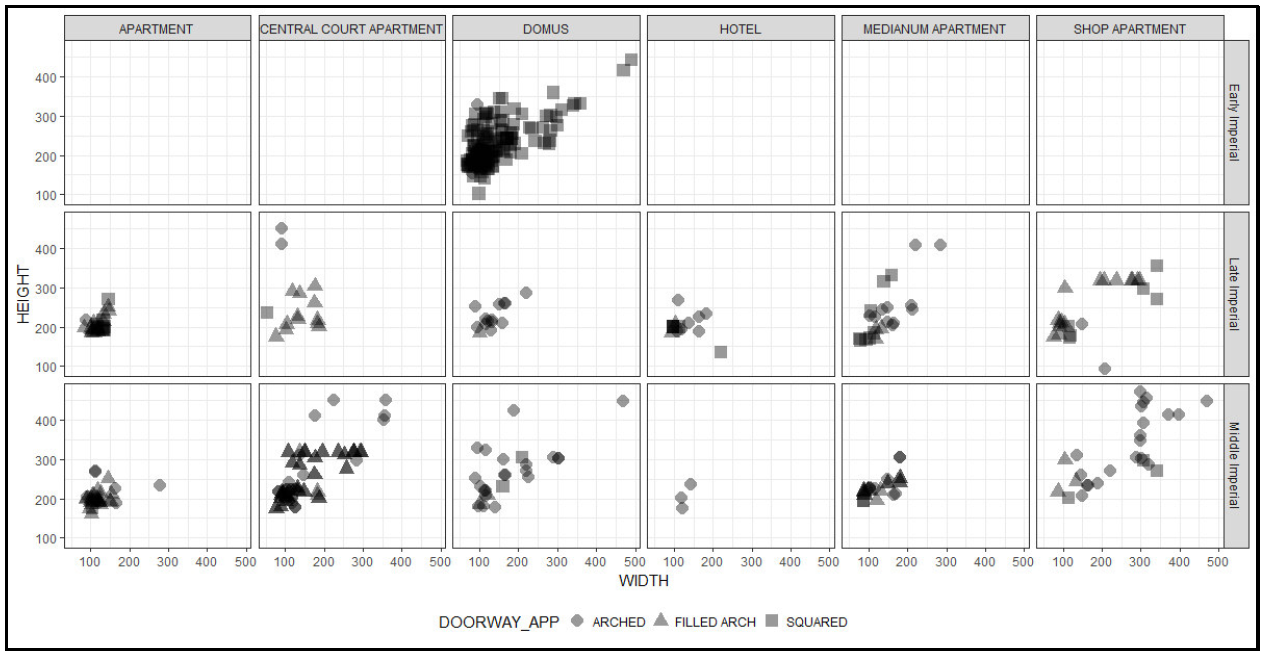 APARTMENT CENTRAL COURT APARTMENT DOMUS HOTEL MEDIANUM APARTMENT SHOP APARTMENT
400
300
200
100
Early Imperial
400
300
200
100
Late Imperial
HEIGHT
400
300
200
100
Middle Imperial
100 200 300 400 500 100 200 300 400 500 100 200 300 400 500 100 200 300 400 500 100 200 300 400 500 100 200 300 400 500
WIDTH
DOORWAY_APP ARCHED FILLED ARCH SQUARED